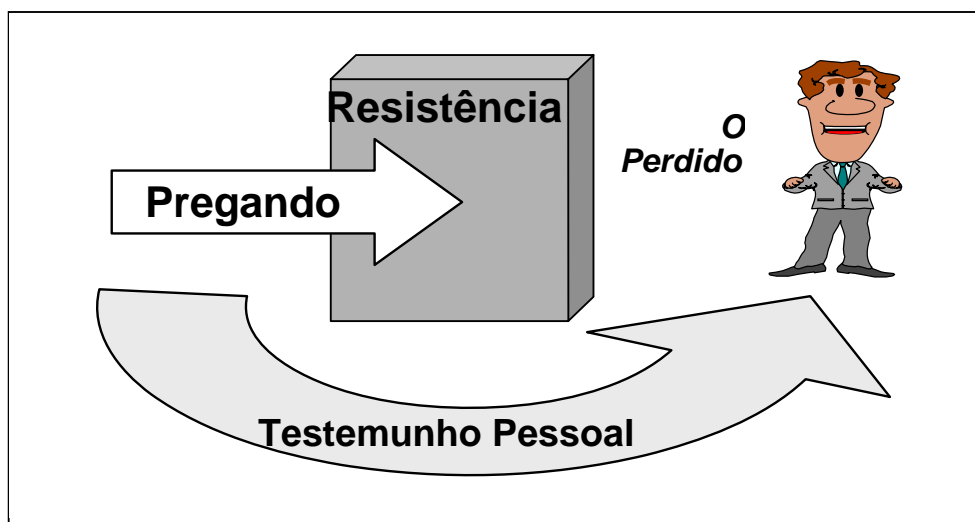 Resistência
O
Perdido
Pregando
Testemunho Pessoal